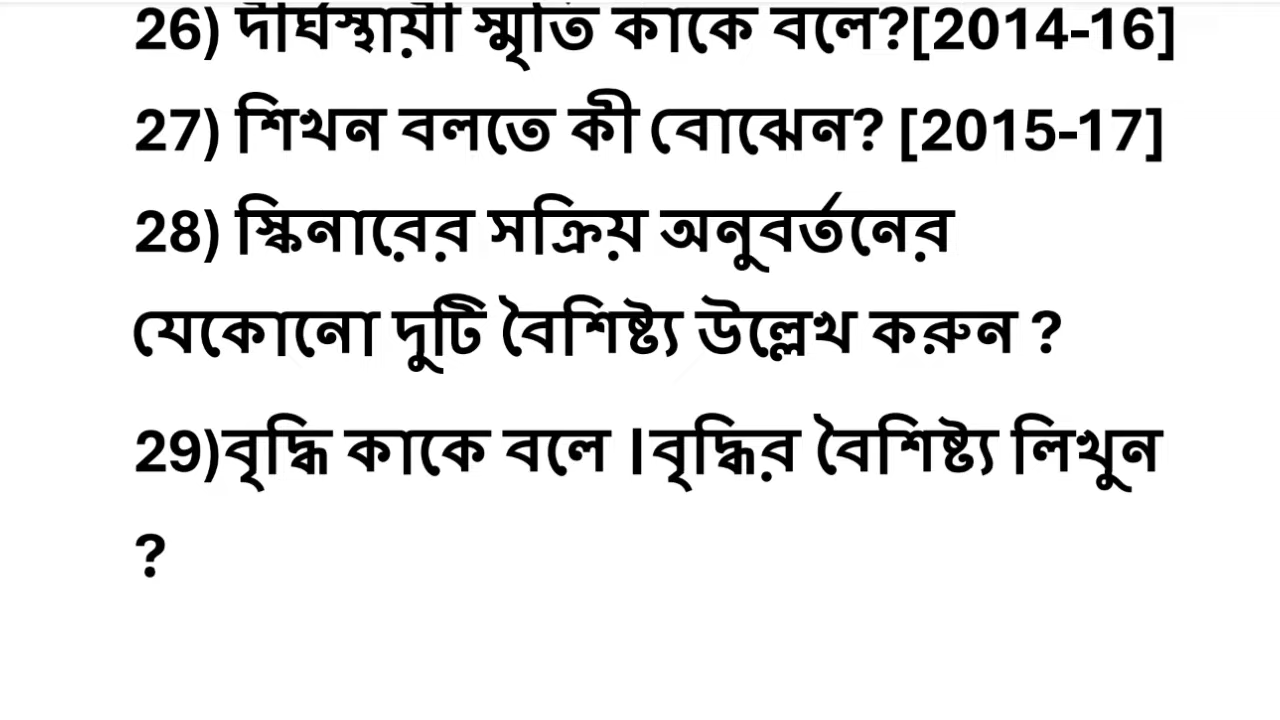 26) দীর্ঘস্থায়ী স্মৃতি কাকে বলে?[2014-16]
27) শিখন বলতে কী বোঝেন? [2015-17]
28) স্কিনারের সক্রিয় অনুবর্তনের
যেকোনো দুটি বৈশিষ্ট্য উল্লেখ করুন ?
29)বৃদ্ধি কাকে বলে ।বৃদ্ধির বৈশিষ্ট্য লিখুন
?